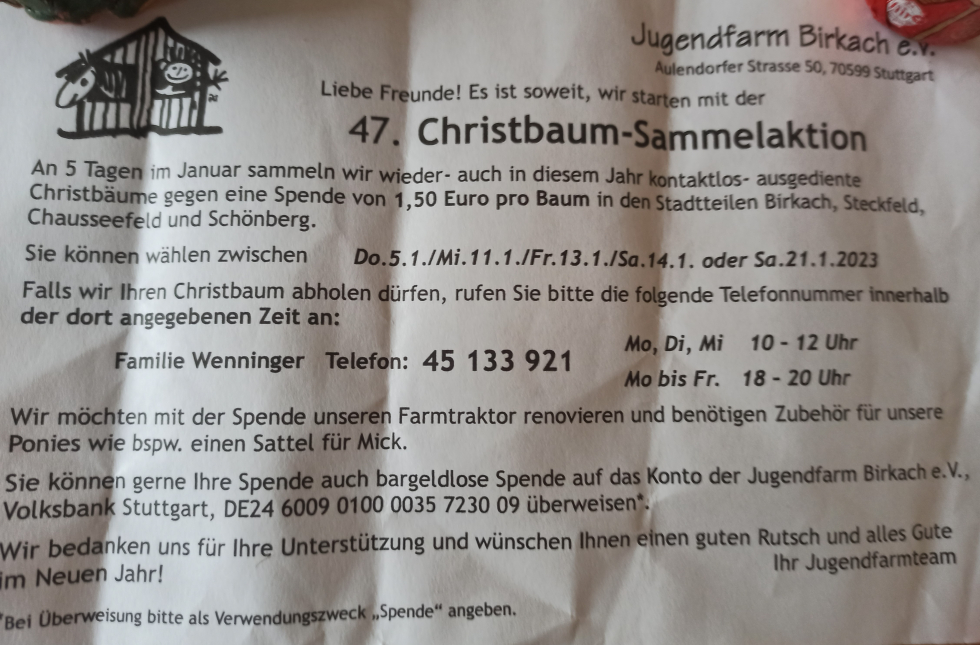 Jugendfarm Birkach e.V.
Aulendorfer Strasse 50, 70599 Stuttgart
Liebe Freunde! Es ist soweit, wir starten mit der
47. Christbaum-Sammelaktion
An 5 Tagen im Januar sammeln wir wieder- auch in diesem Jahr kontaktlos- ausgediente
Christbäume gegen eine Spende von 1,50 Euro pro Baum in den Stadtteilen Birkach, Steckfeld,
Chausseefeld und Schönberg.
Sie können wählen zwischen Do.5.1./Mi.11.1./Fr.13.1./Sa.14.1. oder Sa.21.1.2023
Falls wir Ihren Christbaum abholen dürfen, rufen Sie bitte die folgende Telefonnummer innerhalb
der dort angegebenen Zeit an:
Familie Wenninger Telefon: 45 133 921
Mo, Di, Mi 10 - 12 Uhr
Mo bis Fr. 18 - 20 Uhr
Wir möchten mit der Spende unseren Farmtraktor renovieren und benötigen Zubehör für unsere
Ponies wie bspw. einen Sattel für Mick.
Sie können gerne Ihre Spende auch bargeldlose Spende auf das Konto der Jugendfarm Birkach e.V.,
Volksbank Stuttgart, DE24 6009 0100 0035 7230 09 überweisen*.
Wir bedanken uns für Ihre Unterstützung und wünschen Ihnen einen guten Rutsch und alles Gute
im Neuen Jahr!
Ihr Jugendfarmteam
*Bei Überweisung bitte als Verwendungszweck „Spende“ angeben.